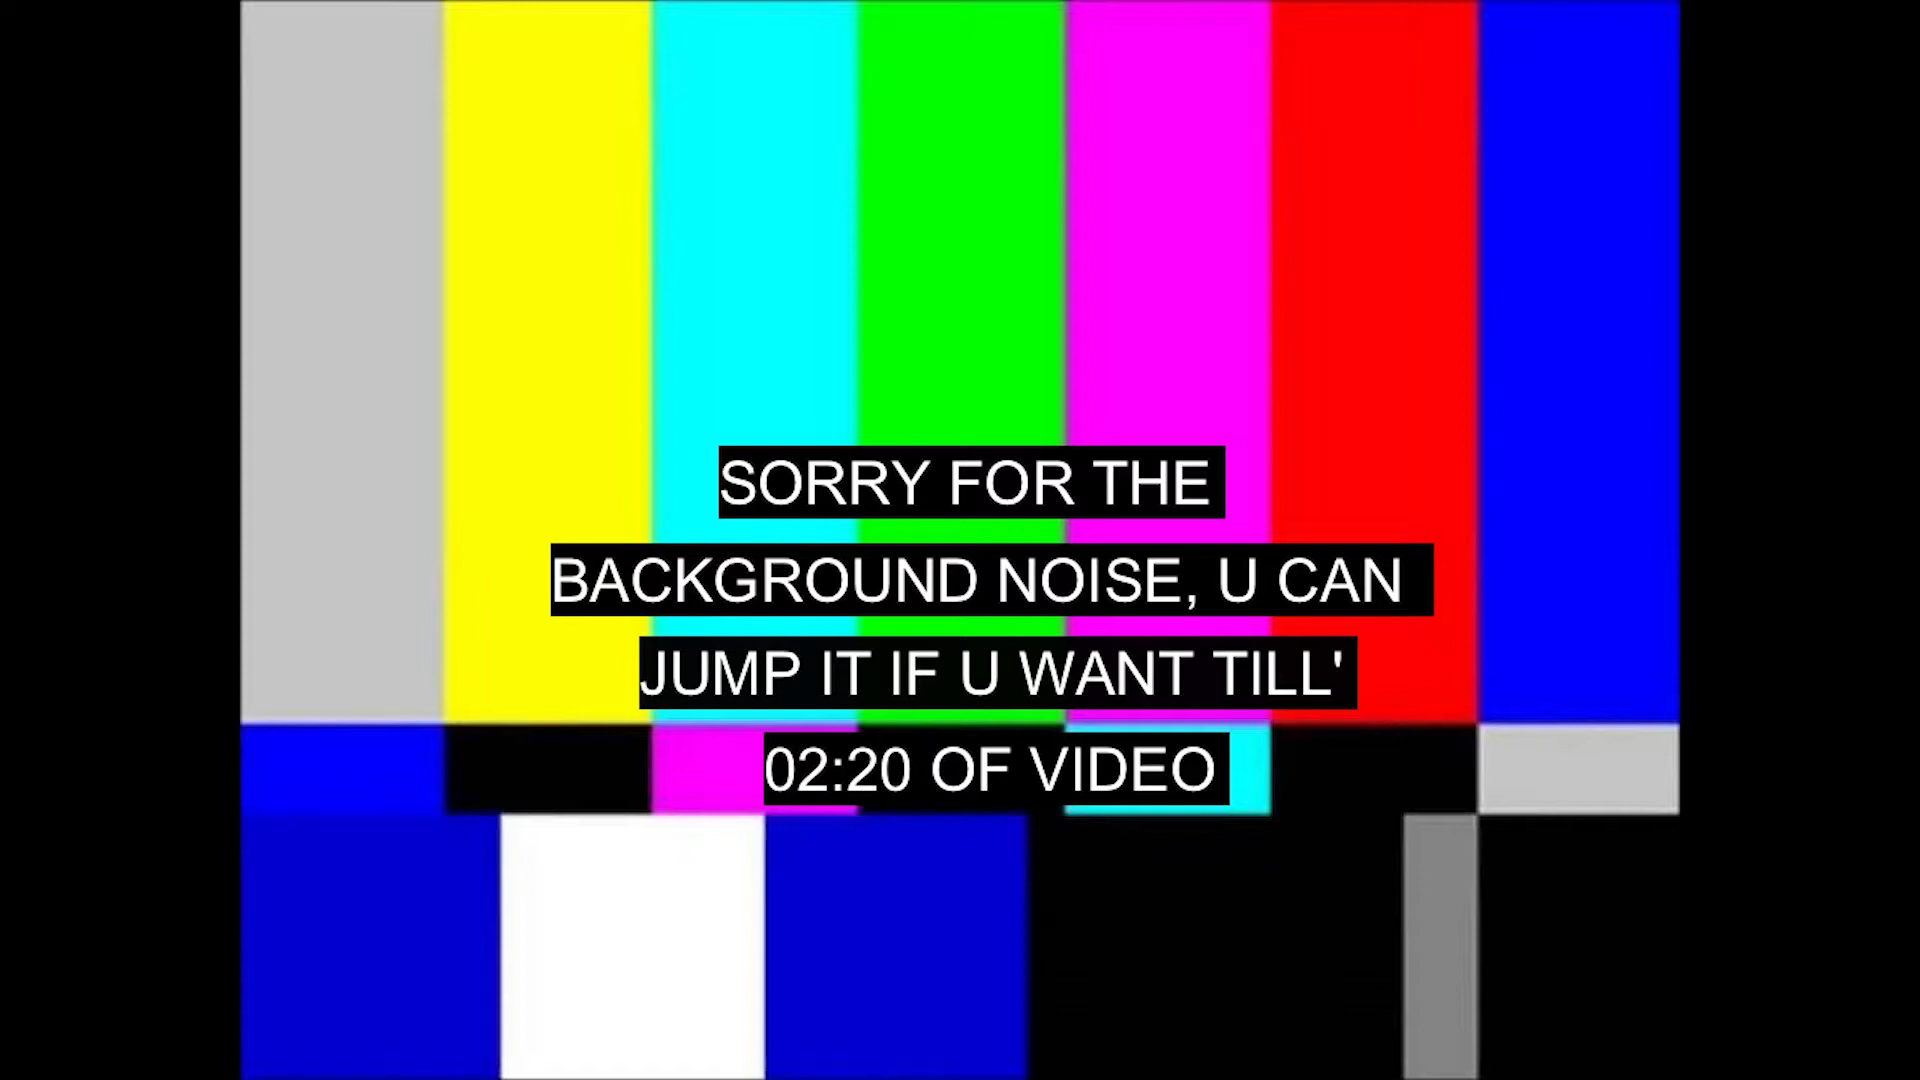 SORRY FOR THE
BACKGROUND NOISE, U CAN
JUMP IT IF U WANT TILL'
02:20 OF VIDEO